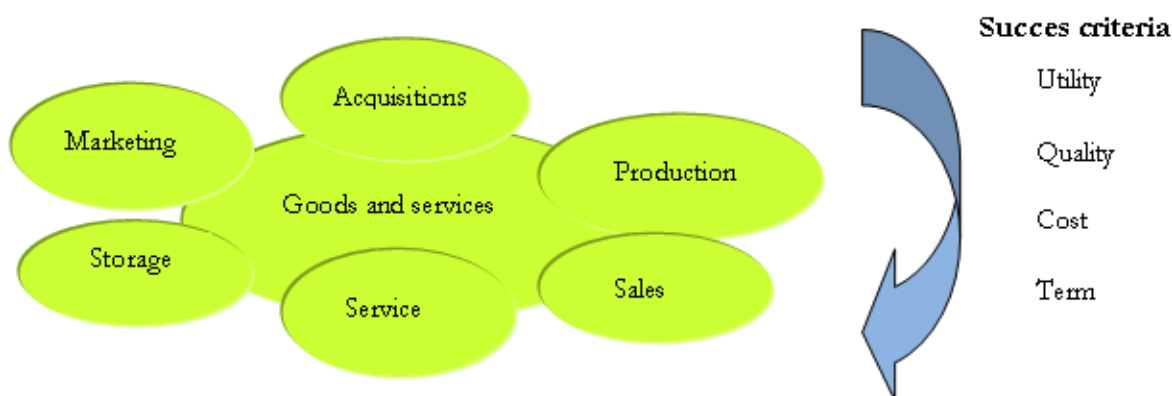 Succes criteria
Acquisitions
Utility
Marketing
Quality
Production
Goods and services
Cost
Storage
Sales
Term
Service